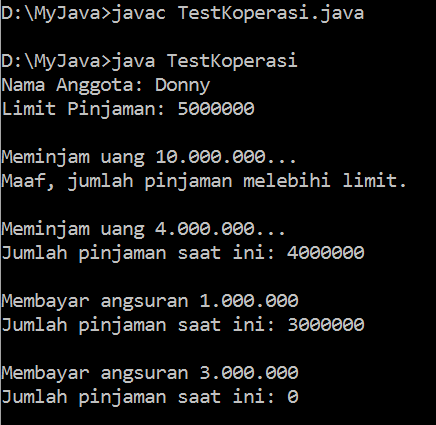 D:\MyJava>javac TestKoperasi.java
D:\MyJava>java TestKoperasi
Nama Anggota: Donny
Limit Pinjaman: 5000000
Meminjam uang 10.000.000...
Maaf, jumlah pinjaman melebihi limit.
Meminjam uang 4.000.000...
Jumlah pinjaman saat ini: 4000000
Membayar angsuran 1.000.000
Jumlah pinjaman saat ini: 3000000
Membayar angsuran 3.000.000
Jumlah pinjaman saat ini: 0